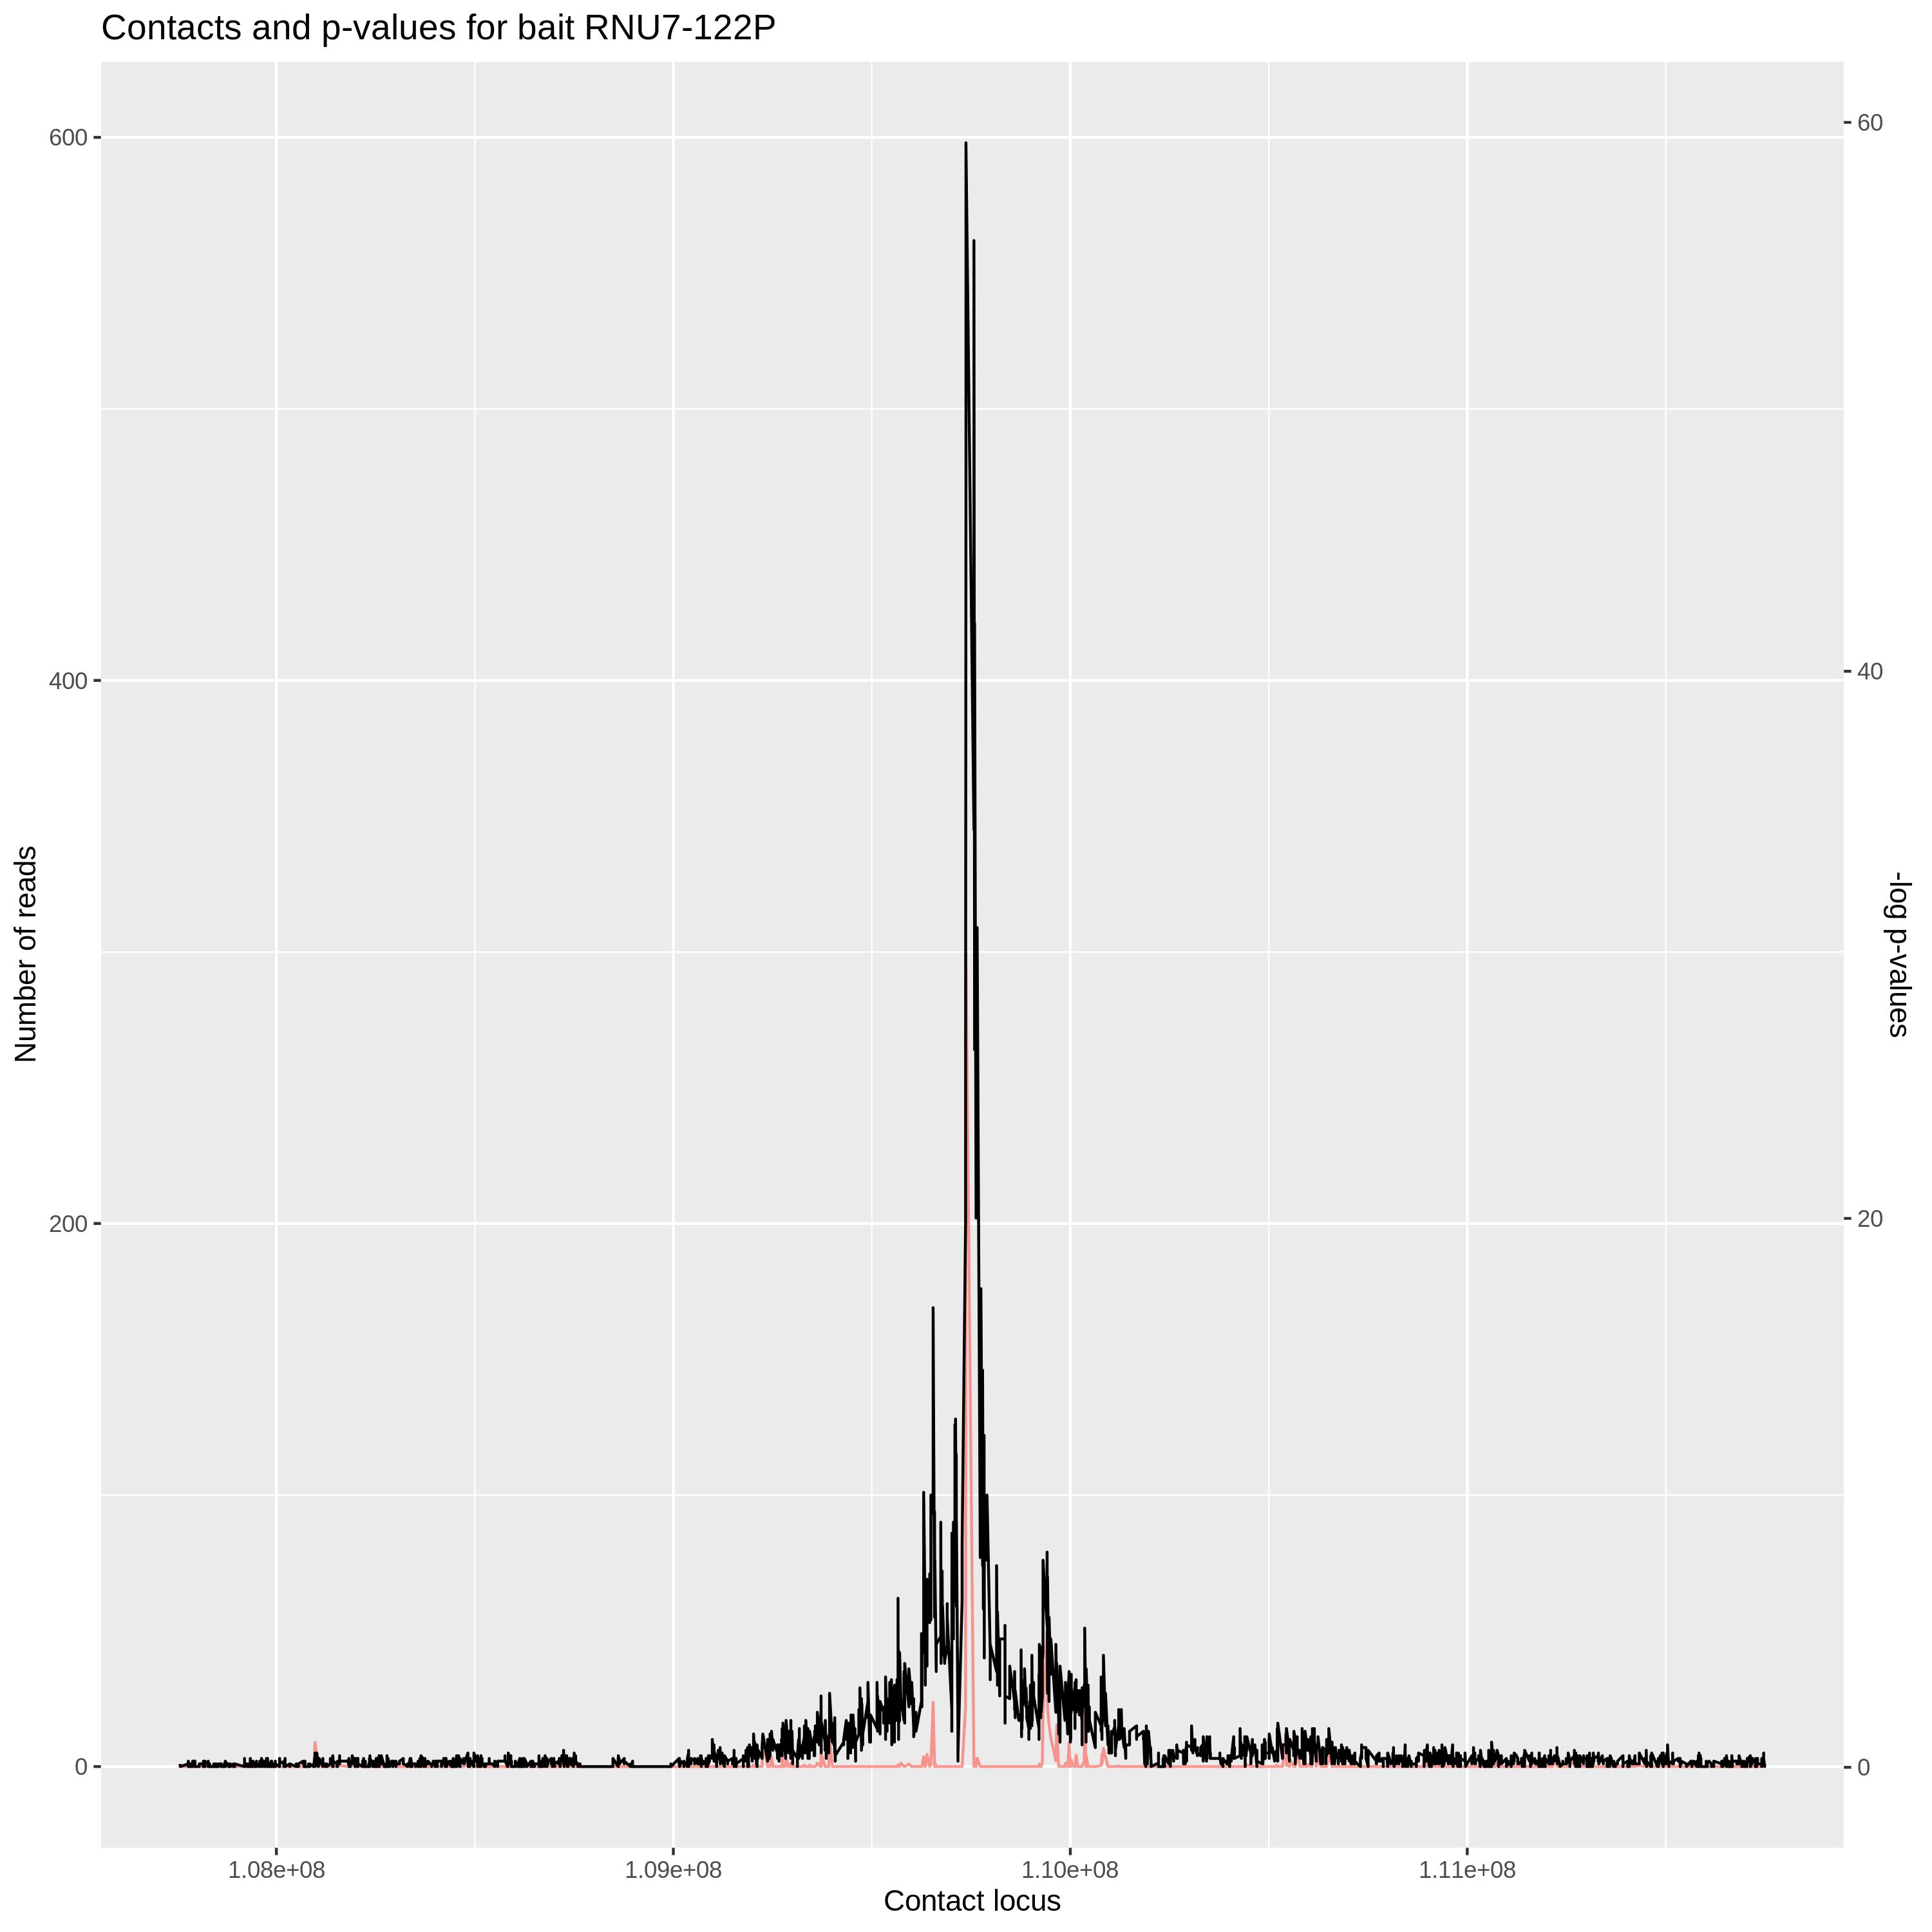 Contacts and p-values for bait RNU7-122P
600
400
200
0
Number of reads
60
40
20
0
-log p-values
1.08e+08
1.09e+08
1.10e+08
1.11e+08
Contact locus